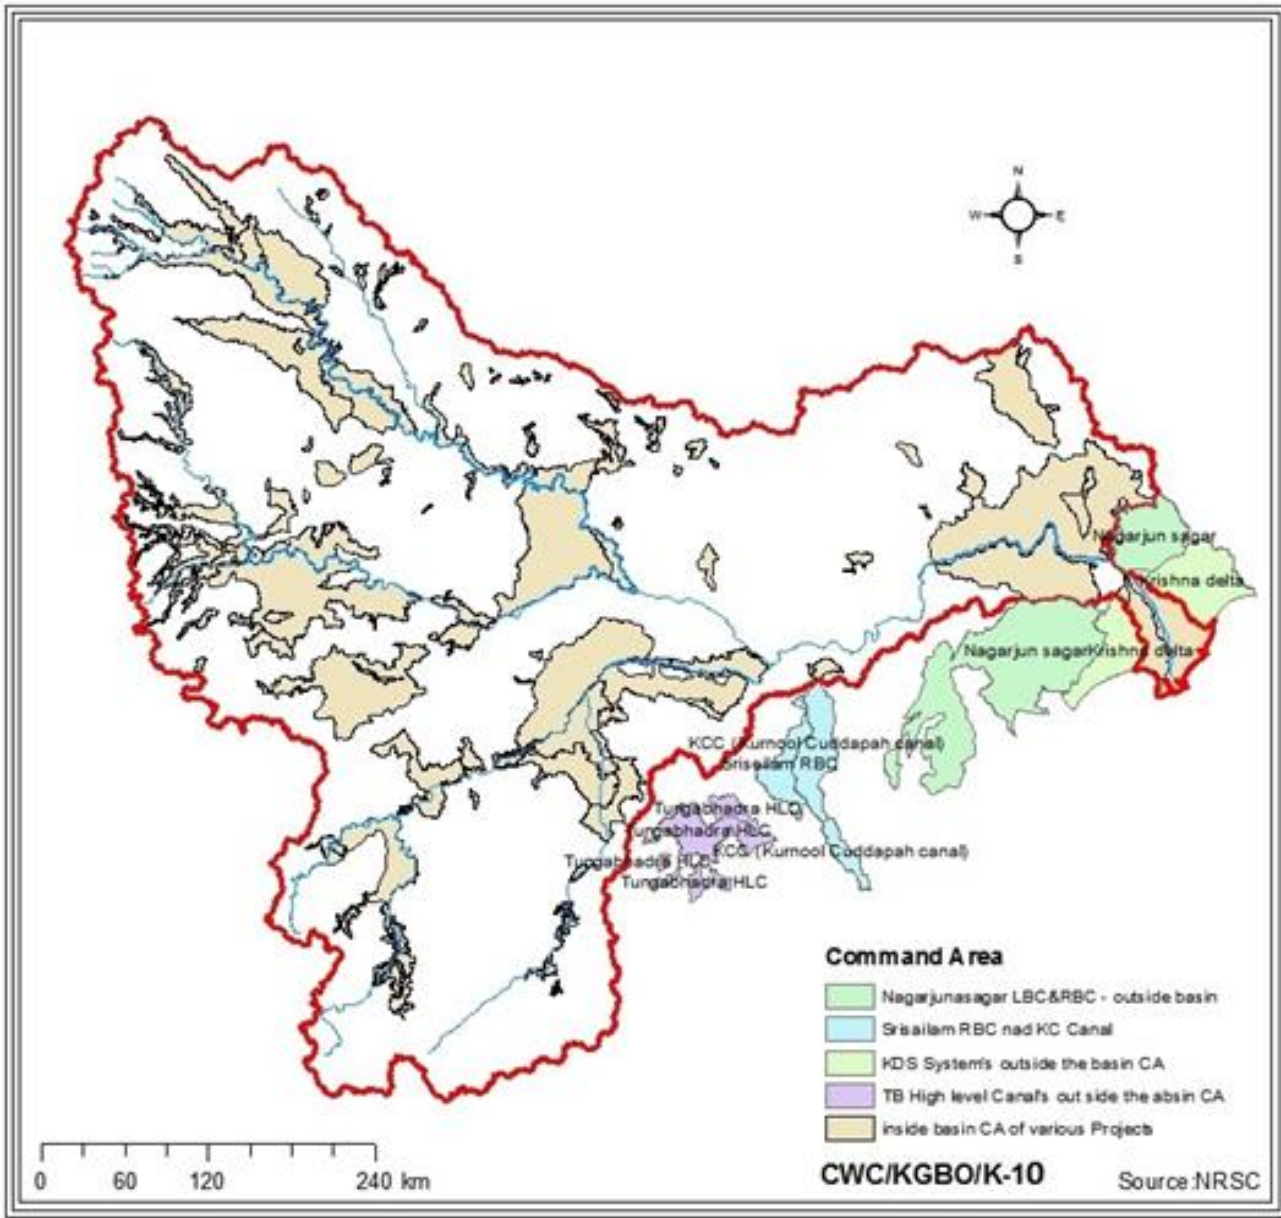 N
W
E
S
Nagarjun sagar
Krishna delta
Nagarjun sagar
Krishna delta
KCC (Kurnool Cuddapah canal)
Srisailam RBC
Tungabhadra HLC
Tungabhadra HLC
KCC (Kurnool Cuddapah canal)
Tungabhadra HLC
Tungabhadra HLC
Command Area
Nagarjunasagar LBC&RBC - outside basin
Srisailam RBC nad KC Canal
KDS System's outside the basin CA
TB High level Canal's out side the absin CA
inside basin CA of various Projects
0 60 120 240 km
CWC/KGBO/K-10
Source:NRSC